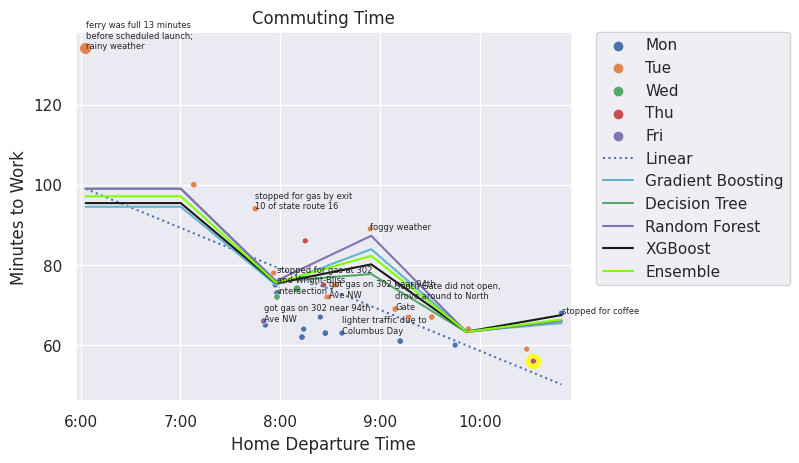 Commuting Time
ferry was full 13 minutes
before scheduled launch;
rainy weather
stopped for gas by exit
10 of state route 16
foggy weather
stopped for gas at 302
and Wright-Bliss
intersection
got gas on 302 near 94th
Ave NW
North Gate did not open,
drove around to North
Gate
got gas on 302 near 94th
Ave NW
lighter traffic due to
Columbus Day
stopped for coffee
120
100
80
60
Minutes to Work
6:00
7:00
8:00
9:00
10:00
Home Departure Time
Mon
Tue
Wed
Thu
Fri
Linear
Gradient Boosting
Decision Tree
Random Forest
XGBoost
Ensemble